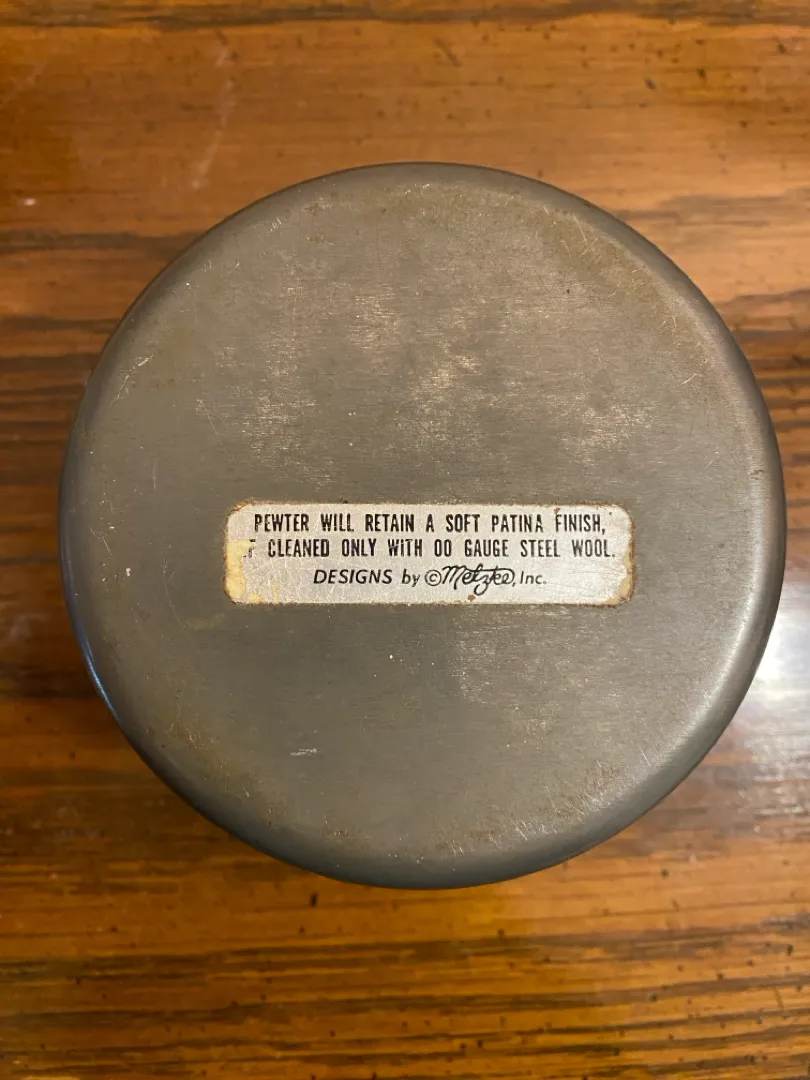 PEWTER WILL RETAIN A SOFT PATINA FINISH,
F CLEANED ONLY WITH 00 GAUGE STEEL WOOL.
DESIGNS by © Metzke, Inc.